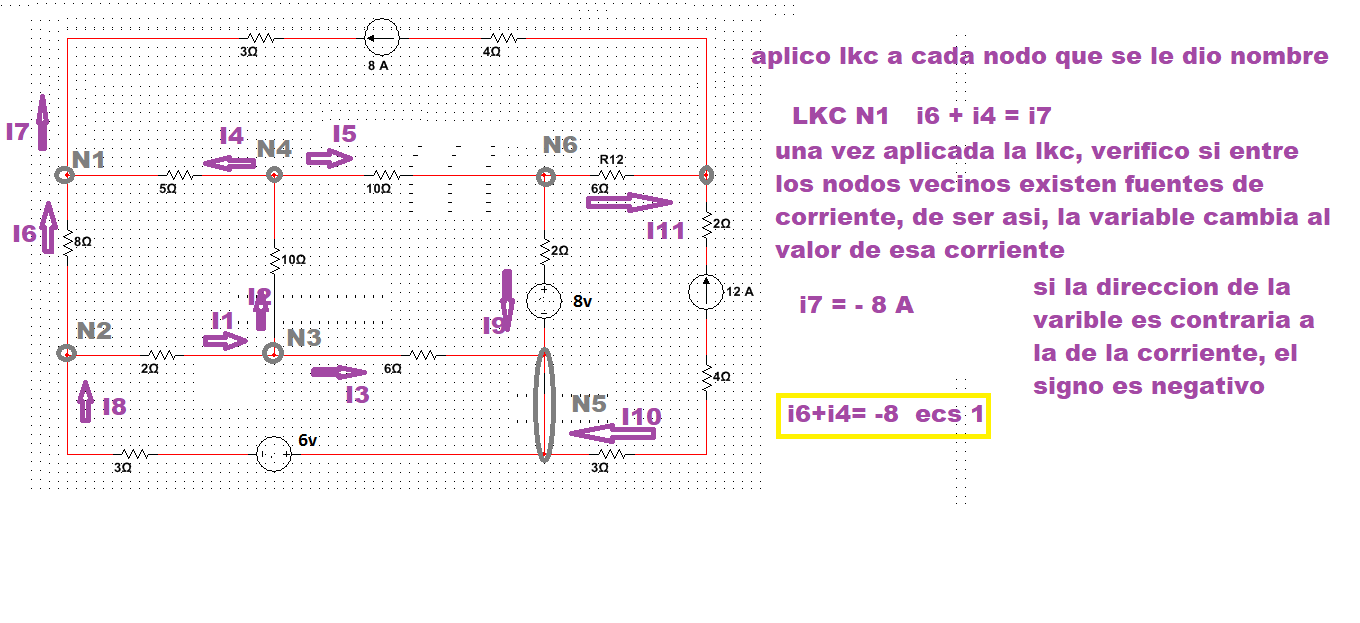 3Ω
8 A
4Ω
aplico lkc a cada nodo que se le dio nombre
LKC N1 i6 + i4 = i7
una vez aplicada la lkc, verifico si entre
los nodos vecinos existen fuentes de
corriente, de ser asi, la variable cambia al
valor de esa corriente
i7 = - 8 A
si la direccion de la
varible es contraria a
la de la corriente, el
signo es negativo
i6+i4= -8 ecs 1
I7
N1
I4
N4
I5
N6
R12
5Ω
10Ω
6Ω
I6
8Ω
10Ω
2Ω
I11
2Ω
12 A
I2
8v
I9
N2
I1
N3
2Ω
6Ω
I3
4Ω
I8
N5
I10
6v
3Ω
3Ω